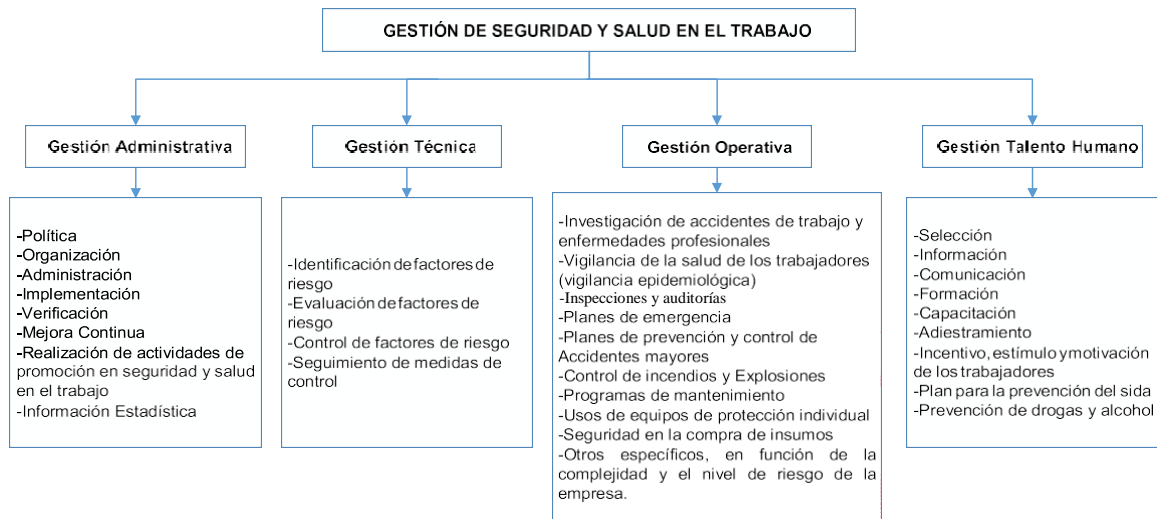 GESTIÓN DE SEGURIDAD Y SALUD EN EL TRABAJO
Gestión Administrativa
-Política
-Organización
-Administración
-Implementación
-Verificación
-Mejora Continua
-Realización de actividades de
promoción en seguridad y salud
en el trabajo
-Información Estadística
Gestión Técnica
-Identificación de factores de
riesgo
-Evaluación de factores de
riesgo
-Control de factores de riesgo
-Seguimiento de medidas de
control
Gestión Operativa
-Investigación de accidentes de trabajo y
enfermedades profesionales
-Vigilancia de la salud de los trabajadores
(vigilancia epidemiológica)
-Inspecciones y auditorías
-Planes de emergencia
-Planes de prevención y control de
Accidentes mayores
-Control de incendios y Explosiones
-Programas de mantenimiento
-Usos de equipos de protección individual
-Seguridad en la compra de insumos
-Otros específicos, en función de la
complejidad y el nivel de riesgo de la
empresa.
Gestión Talento Humano
-Selección
-Información
-Comunicación
-Formación
-Capacitación
-Adiestramiento
-Incentivo, estímulo y motivación
de los trabajadores
-Plan para la prevención del sida
-Prevención de drogas y alcohol